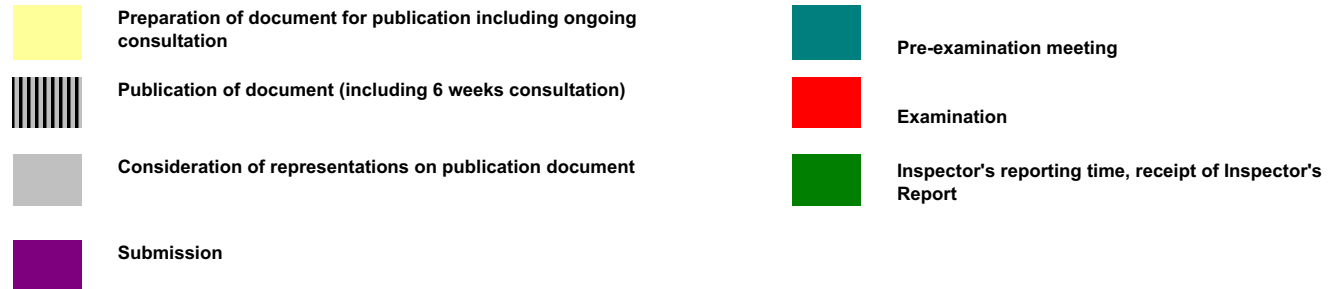 Preparation of document for publication including ongoing
consultation
Publication of document (including 6 weeks consultation)
Consideration of representations on publication document
Submission
Pre-examination meeting
Examination
Inspector's reporting time, receipt of Inspector's
Report